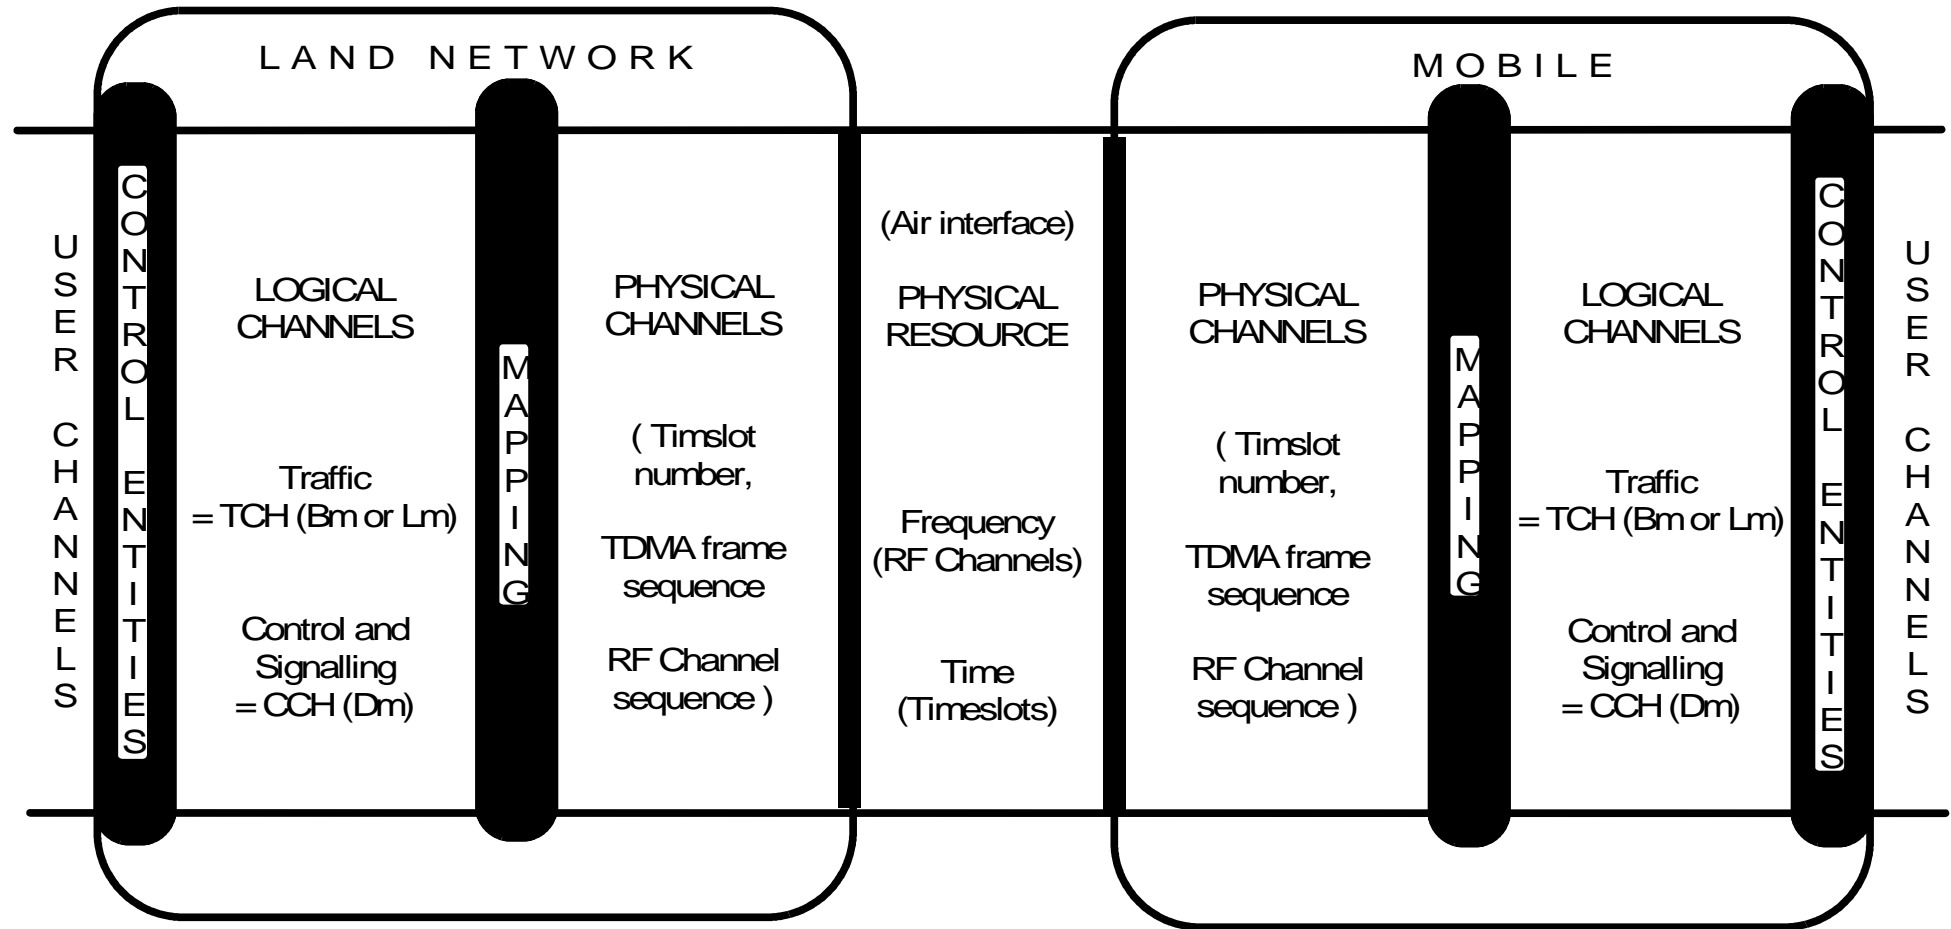 LAND NETWORK
MOBILE
USER CHANNELS
CONTROL ENTITIES
LOGICAL
CHANNELS
Traffic
= TCH (Bm or Lm)
Control and
Signalling
= CCH (Dm)
MAPPING
PHYSICAL
CHANNELS
( Timslot
number,
TDMA frame
sequence
RF Channel
sequence )
(Air interface)
PHYSICAL
RESOURCE
Frequency
(RF Channels)
Time
(Timeslots)
PHYSICAL
CHANNELS
( Timslot
number,
TDMA frame
sequence
RF Channel
sequence )
MAPPING
LOGICAL
CHANNELS
Traffic
= TCH (Bm or Lm)
Control and
Signalling
= CCH (Dm)
CONTROL ENTITIES
USER CHANNELS